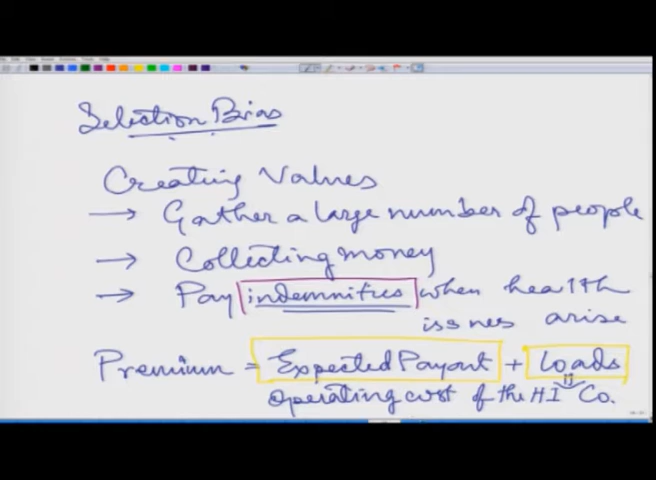 Selection Bias
Creating Values
→ Gather a large number of people
→ Collecting money
→ Pay indemnities when health
issues arise
Premium = Expected Payout + Loads
operating cost of the HI Co.